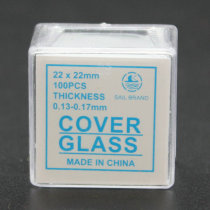 22 x 22mm
100PCS
THICKNESS
0.13-0.17mm
SAIL BRAND
COVER
GLASS
MADE IN CHINA